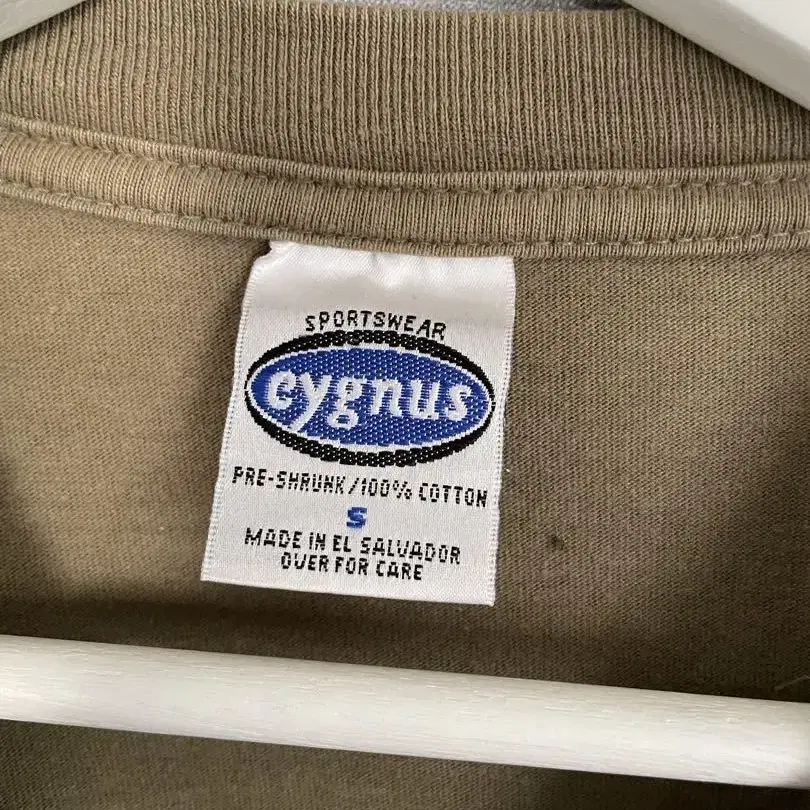 SPORTSWEAR
cygnus
PRE-SHRUNK/100% COTTON
S
MADE IN EL SALVADOR
OVER FOR CARE